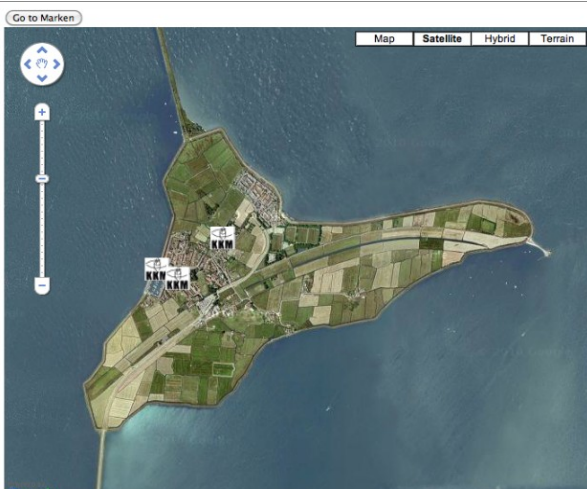 Go to Marken
Map
Satellite
Hybrid
Terrain
KKM
KKM
KKM